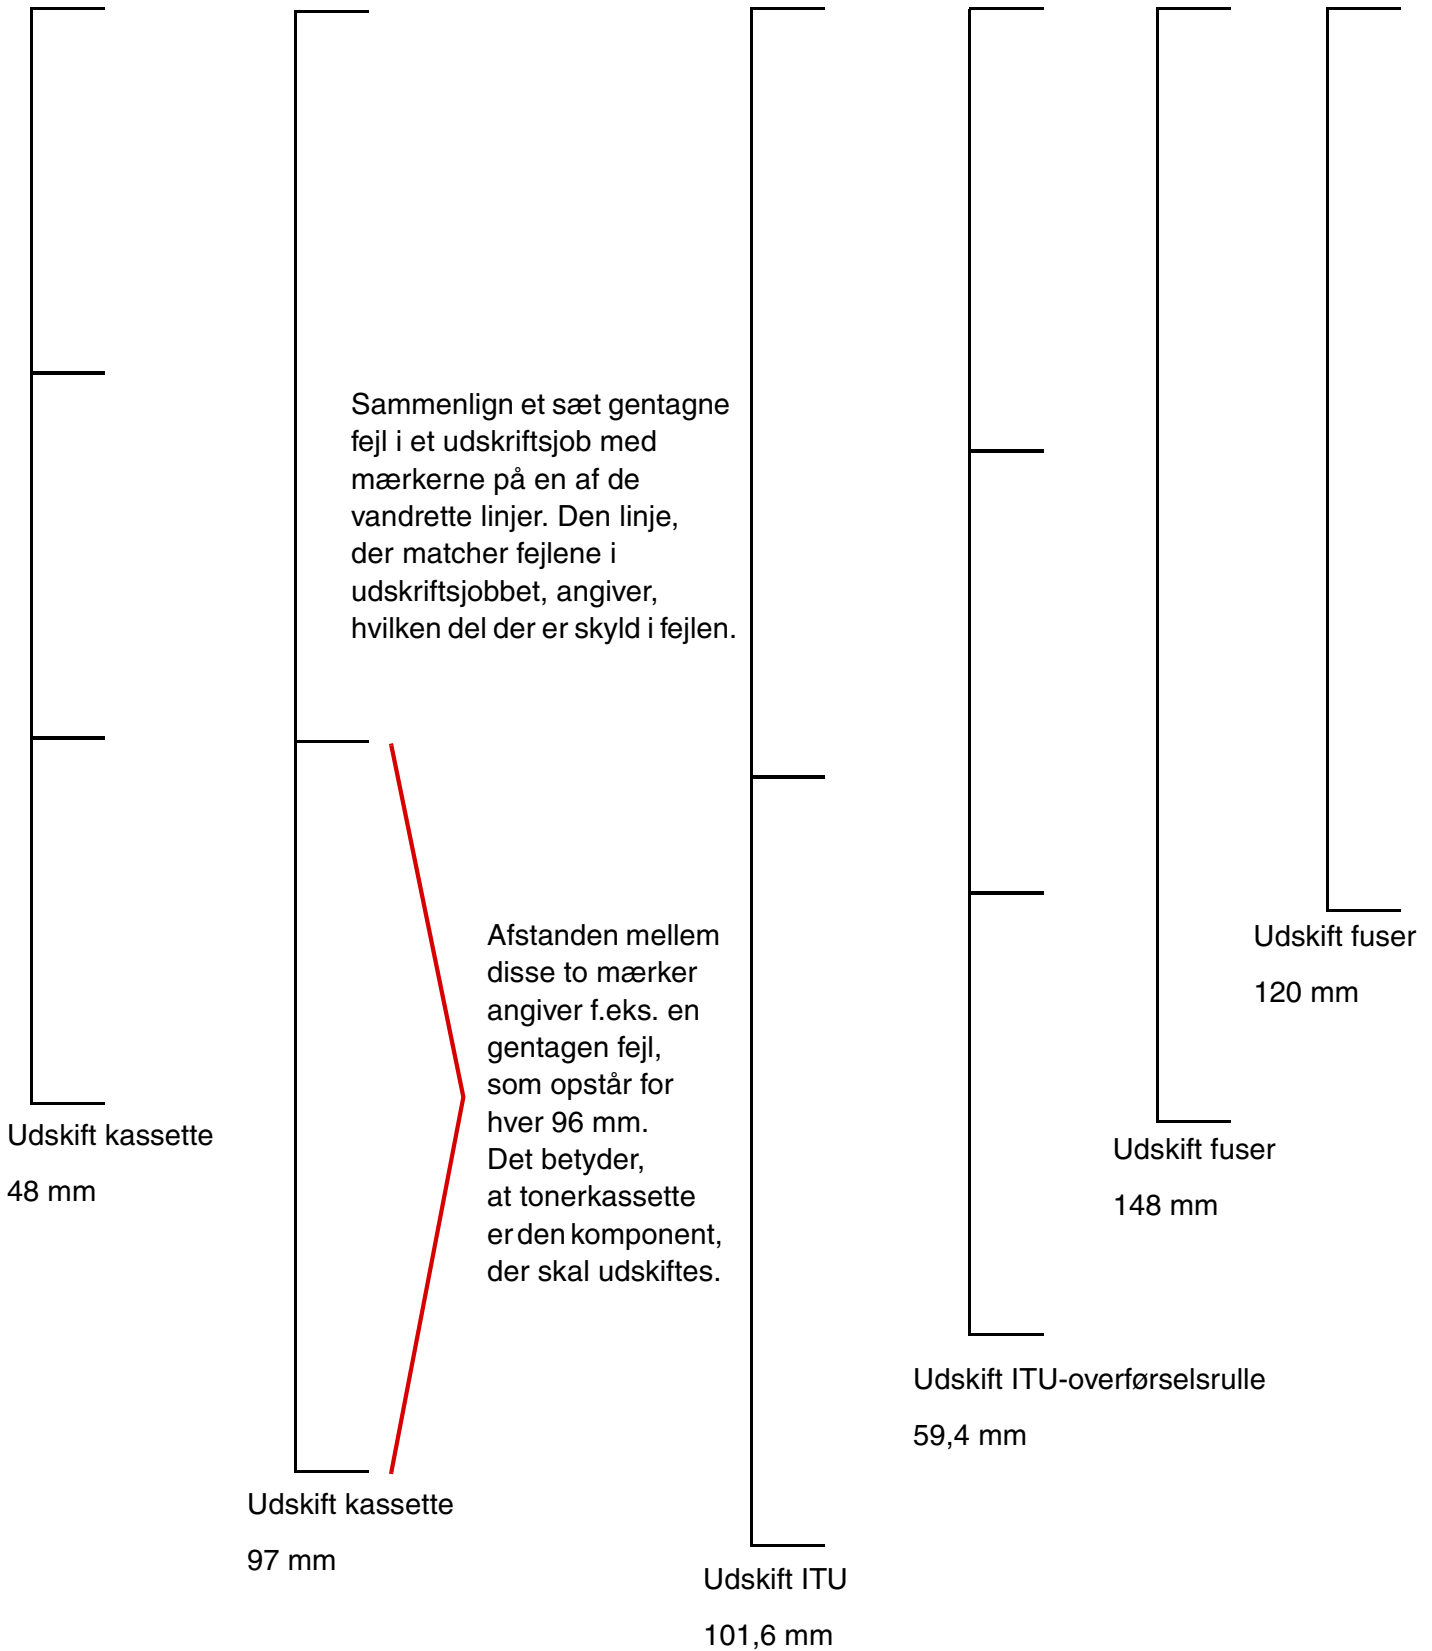 Sammenlign et sæt gentagne
fejl i et udskriftsjob med
mærkerne på en af de
vandrette linjer. Den linje,
der matcher fejlene i
udskriftsjobbet, angiver,
hvilken del der er skyld i fejlen.
Afstanden mellem
disse to mærker
angiver f.eks. en
gentagen fejl,
som opstår for
hver 96 mm.
Det betyder,
at tonerkassette
er den komponent,
der skal udskiftes.
Udskift kassette
48 mm
Udskift kassette
97 mm
Udskift ITU
101,6 mm
Udskift ITU-overførselsrulle
59,4 mm
Udskift fuser
148 mm
Udskift fuser
120 mm